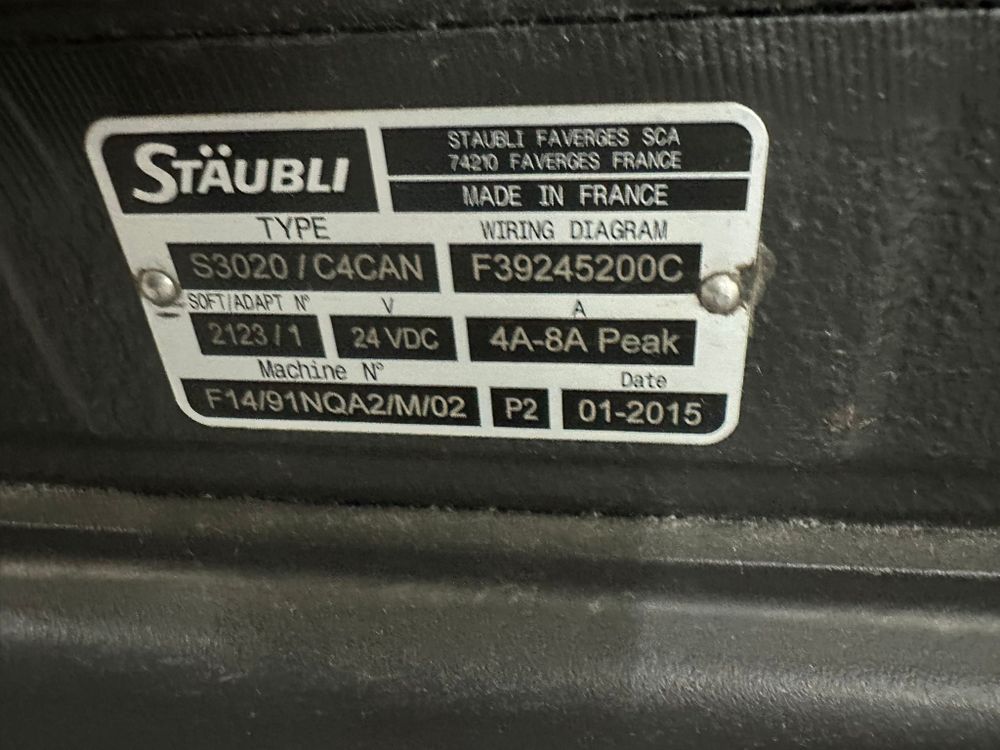 STÄUBLI
STAUBLI FAVERGES SCA
74210 FAVERGES FRANCE
MADE IN FRANCE
TYPE WIRING DIAGRAM
S3020 / C4CAN F39245200C
SOFT/ADAPT N° V A
2123 / 1 24 VDC 4A-8A Peak
Machine N° Date
F14/91NQA2/M/02 P2 01-2015